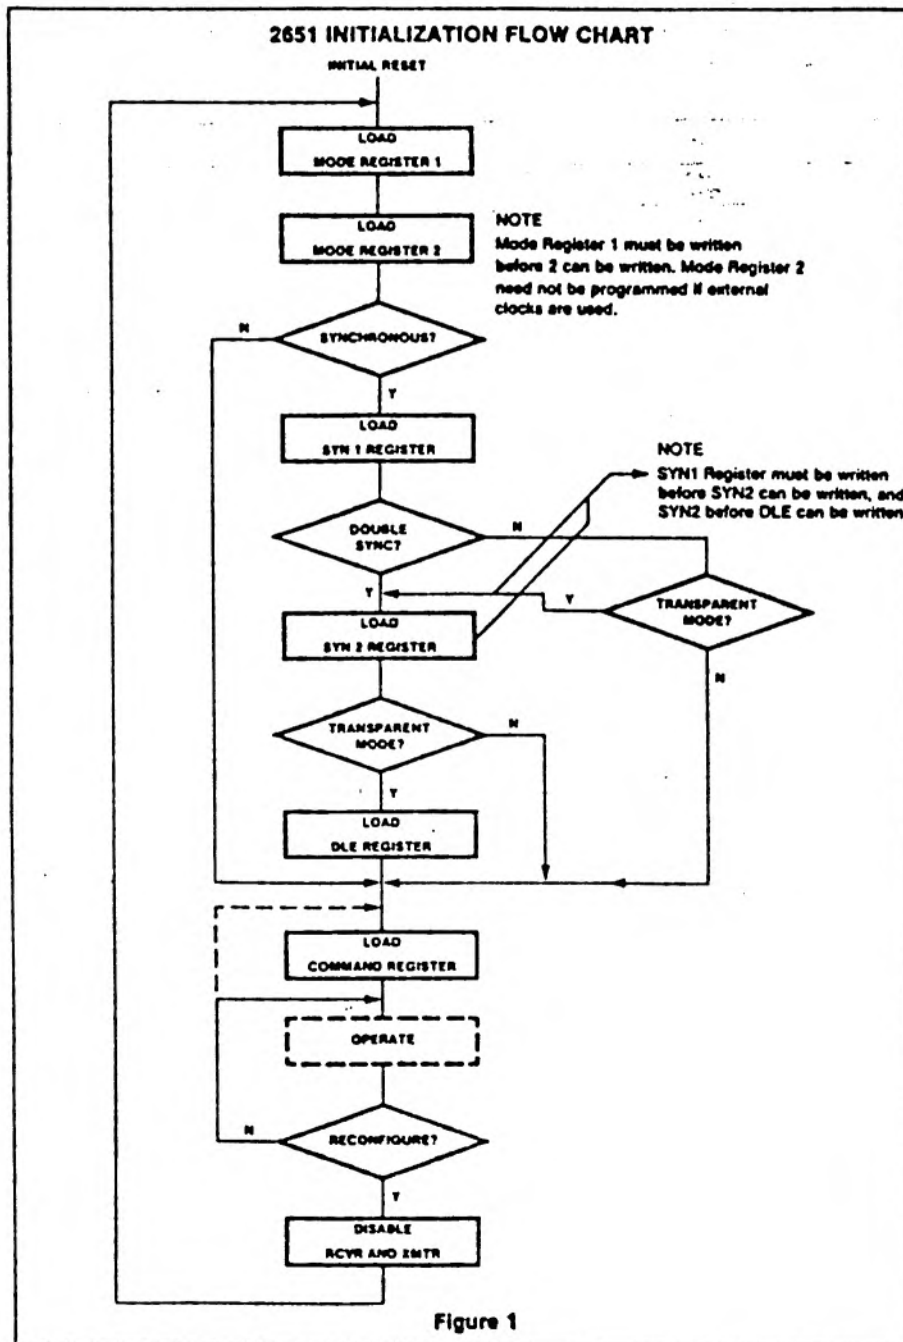 2651 INITIALIZATION FLOW CHART
INITIAL RESET
LOAD
MODE REGISTER 1
LOAD
MODE REGISTER 2
NOTE
Mode Register 1 must be written
before 2 can be written. Mode Register 2
need not be programmed if external
clocks are used.
N
SYNCHRONOUS?
Y
LOAD
SYN 1 REGISTER
NOTE
SYN1 Register must be written
before SYN2 can be written, and
SYN2 before DLE can be written
DOUBLE
SYNC?
N
Y
Y
TRANSPARENT
MODE?
LOAD
SYN 2 REGISTER
N
TRANSPARENT
MODE?
N
Y
LOAD
DLE REGISTER
LOAD
COMMAND REGISTER
OPERATE
N
RECONFIGURE?
Y
DISABLE
RCVR AND XMTR
Figure 1